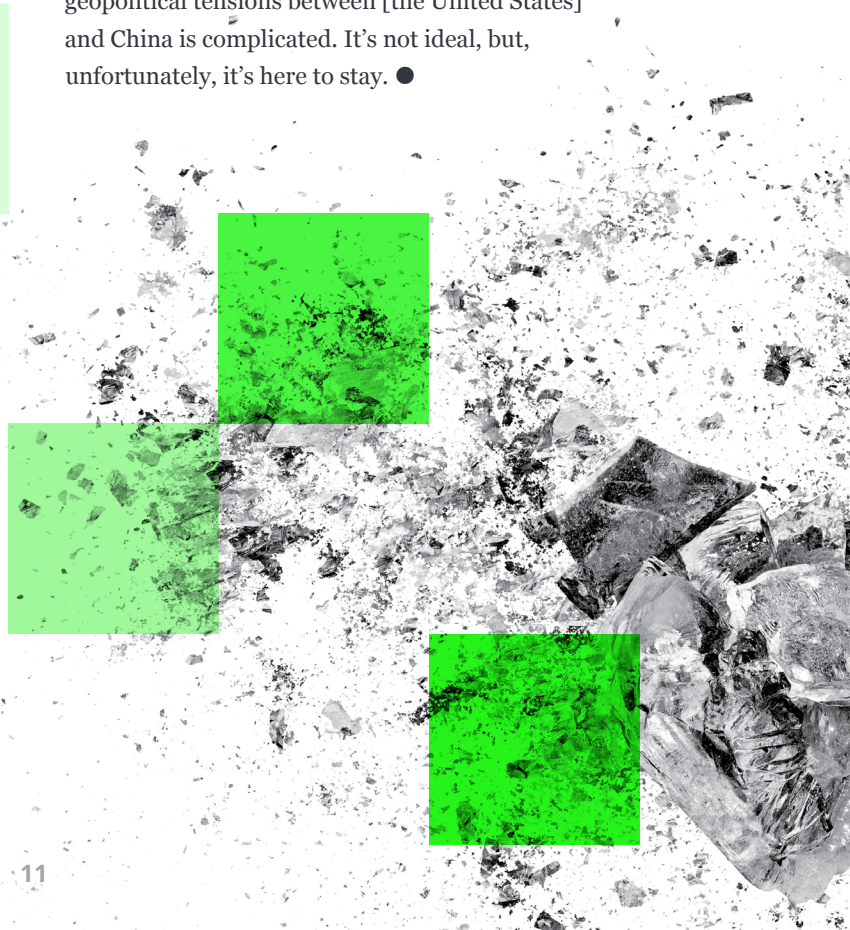 geopolitical tensions between [the United States]
and China is complicated. It’s not ideal, but,
unfortunately, it’s here to stay. ●
11